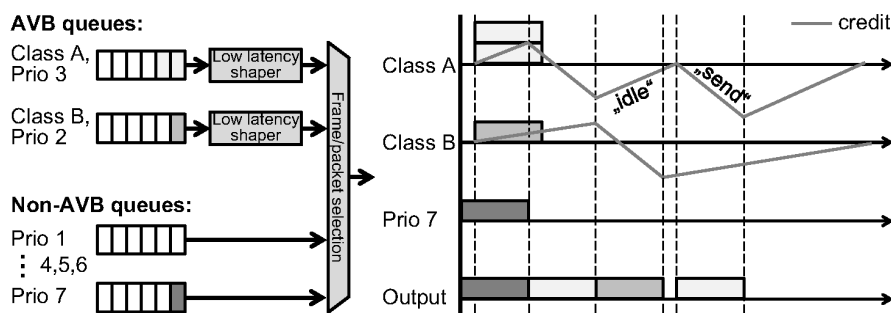 AVB queues:
Class A,
Prio 3
Low latency
shaper
Class B,
Prio 2
Low latency
shaper
Non-AVB queues:
Prio 1
⋮ 4,5,6
Prio 7
Frame/packet selection
credit
Class A
„idle“
„send“
Class B
Prio 7
Output